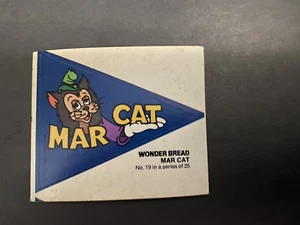 MAR CAT
WONDER BREAD
MAR CAT
No. 19 in a series of 25